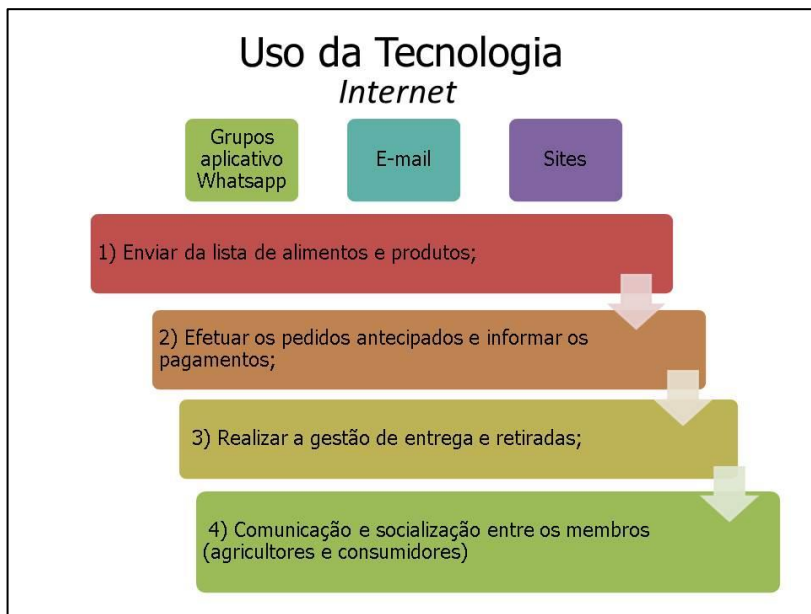 Uso da Tecnologia
Internet
Grupos
aplicativo
Whatsapp
E-mail
Sites
1) Enviar da lista de alimentos e produtos;
2) Efetuar os pedidos antecipados e informar os
pagamentos;
3) Realizar a gestão de entrega e retiradas;
4) Comunicação e socialização entre os membros
(agricultores e consumidores)